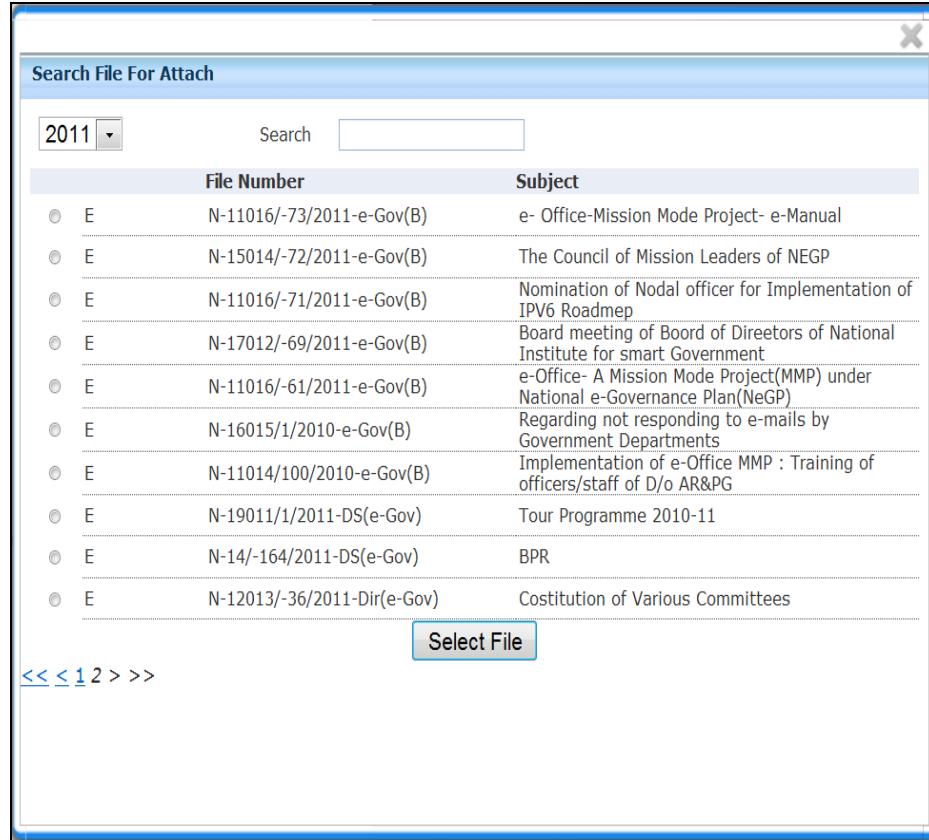 Search File For Attach
2011 Search
File Number Subject
E N-11016/-73/2011-e-Gov(B) e- Office-Mission Mode Project- e-Manual
E N-15014/-72/2011-e-Gov(B) The Council of Mission Leaders of NEGP
E N-11016/-71/2011-e-Gov(B) Nomination of Nodal officer for Implementation of
IPV6 Roadmep
E N-17012/-69/2011-e-Gov(B) Board meeting of Boord of Direetors of National
Institute for smart Government
E N-11016/-61/2011-e-Gov(B) e-Office- A Mission Mode Project(MMP) under
National e-Governance Plan(NeGP)
E N-16015/1/2010-e-Gov(B) Regarding not responding to e-mails by
Government Departments
E N-11014/100/2010-e-Gov(B) Implementation of e-Office MMP : Training of
officers/staff of D/o AR&PG
E N-19011/1/2011-DS(e-Gov) Tour Programme 2010-11
E N-14/-164/2011-DS(e-Gov) BPR
E N-12013/-36/2011-Dir(e-Gov) Costitution of Various Committees
Select File
<< < 1 2 > >>